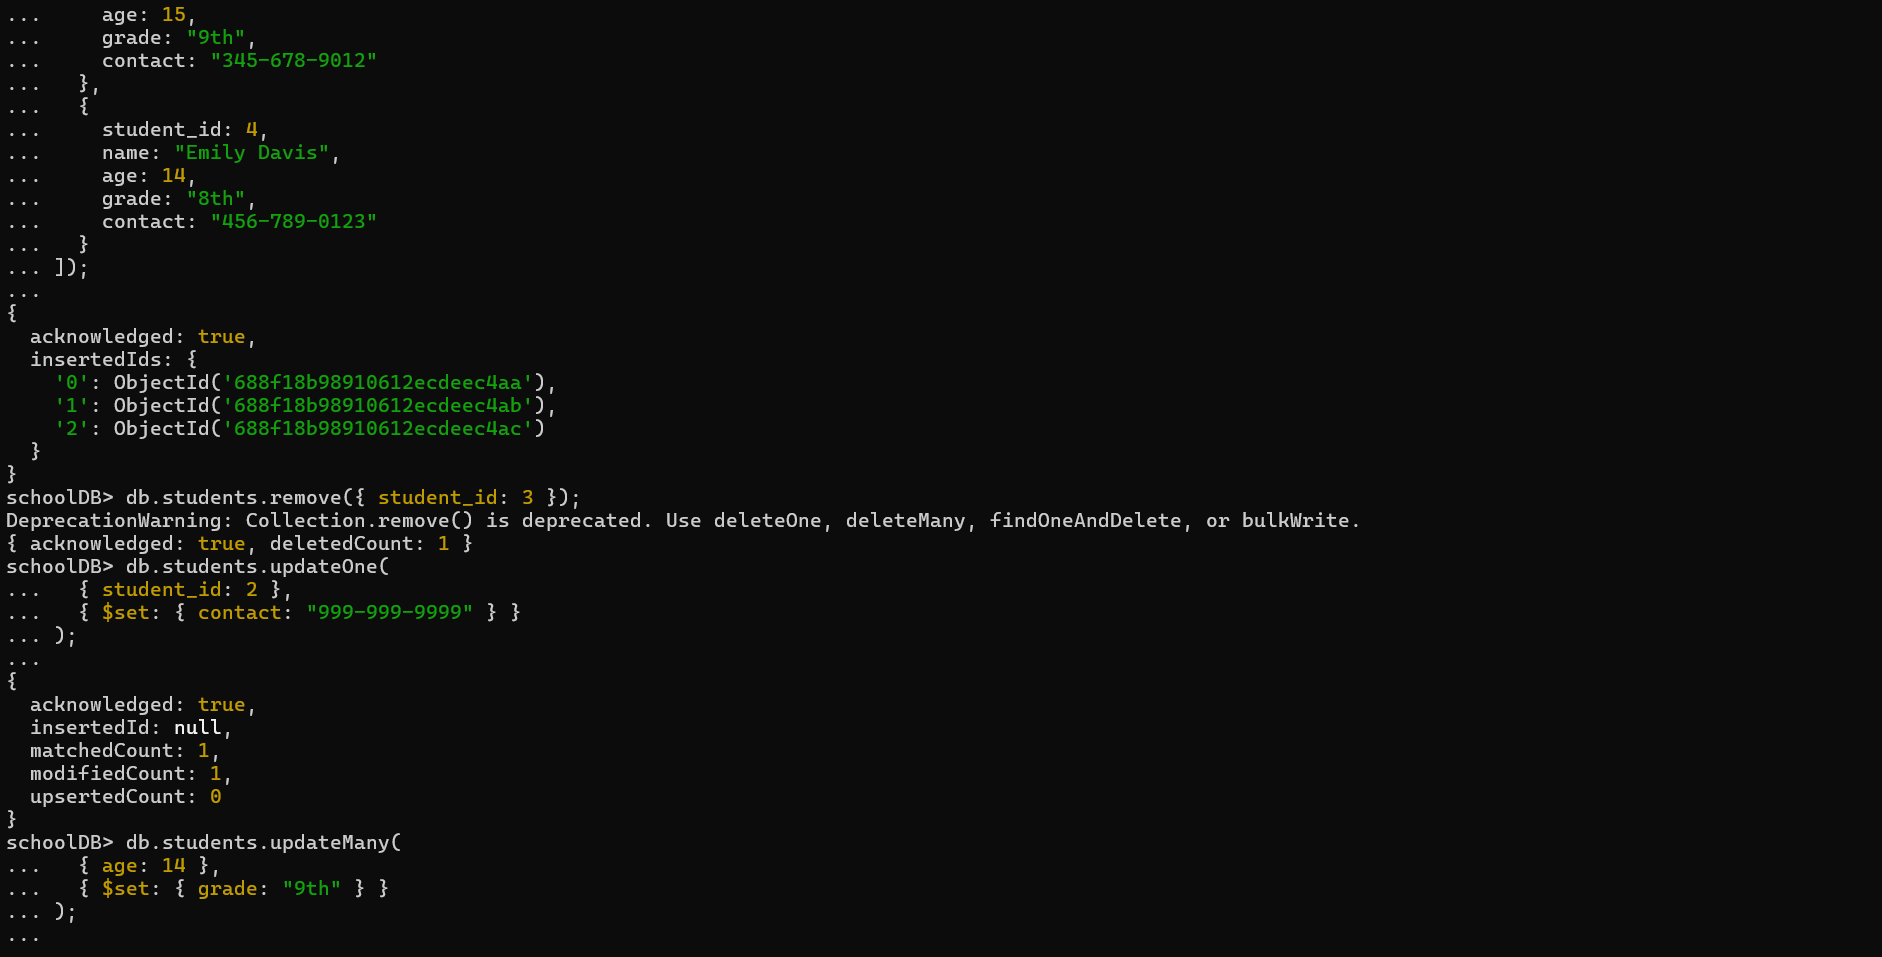 ...     age: 15,
...     grade: "9th",
...     contact: "345-678-9012"
...   },
...   {
...     student_id: 4,
...     name: "Emily Davis",
...     age: 14,
...     grade: "8th",
...     contact: "456-789-0123"
...   }
... ]);
...
{
  acknowledged: true,
  insertedIds: {
    '0': ObjectId('688f18b98910612ecdeec4aa'),
    '1': ObjectId('688f18b98910612ecdeec4ab'),
    '2': ObjectId('688f18b98910612ecdeec4ac')
  }
}
schoolDB> db.students.remove({ student_id: 3 });
DeprecationWarning: Collection.remove() is deprecated. Use deleteOne, deleteMany, findOneAndDelete, or bulkWrite.
{ acknowledged: true, deletedCount: 1 }
schoolDB> db.students.updateOne(
...   { student_id: 2 },
...   { $set: { contact: "999-999-9999" } }
... );
...
{
  acknowledged: true,
  insertedId: null,
  matchedCount: 1,
  modifiedCount: 1,
  upsertedCount: 0
}
schoolDB> db.students.updateMany(
...   { age: 14 },
...   { $set: { grade: "9th" } }
... );
...